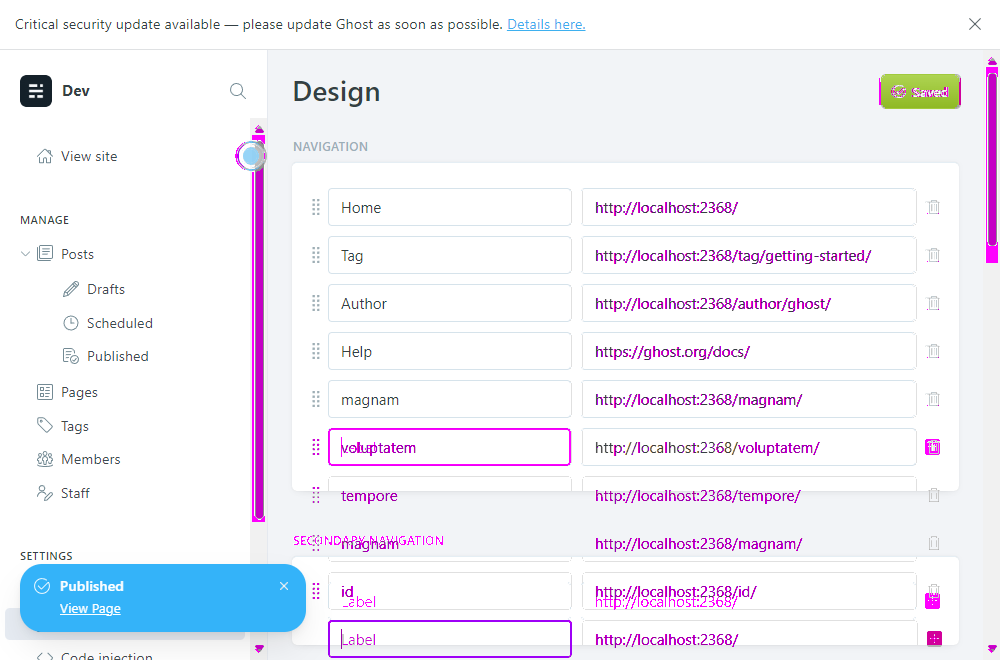 Critical security update available — please update Ghost as soon as possible. Details here.
Dev
Design
Saved
View site
NAVIGATION
Home http://localhost:2368/
MANAGE
Tag http://localhost:2368/tag/getting-started/
Posts
Drafts
Author http://localhost:2368/author/ghost/
Scheduled
Help https://ghost.org/docs/
Published
Pages
magnam http://localhost:2368/magnam/
Tags
voluptatem http://localhost:2368/voluptatem/
Members
Staff
tempore http://localhost:2368/tempore/
SECONDARY NAVIGATION
magnam http://localhost:2368/magnam/
SETTINGS
Published
View Page
id http://localhost:2368/id/
Label http://localhost:2368/
Label http://localhost:2368/
Code injection